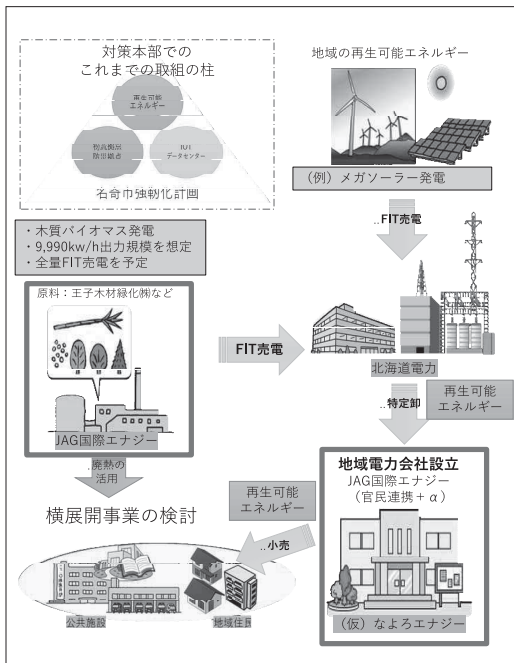 対策本部での
これまでの取組の柱
再生可能
エネルギー
データセンター
強靭化計画
地域の再生可能エネルギー
(例)メガソーラー発電
‥FIT売電
・木質バイオマス発電
・9,990kw/h出力規模を想定
・全量FIT売電を予定
原料:王子木材緑化㈱など
JAG国際エナジー
FIT売電
北海道電力
‥特定卸
再生可能
エネルギー
‥廃熱の
活用
横展開事業の検討
再生可能
エネルギー
‥小売
公共施設
地域住民
地域電力会社設立
JAG国際エナジー
(官民連携+α)
(仮)なよろエナジー